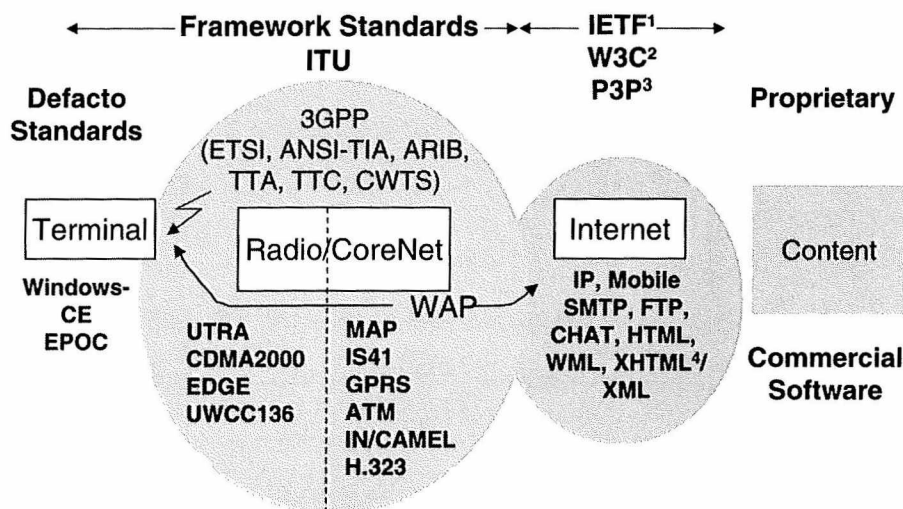 Framework Standards
ITU
IETF¹
W3C²
P3P³
Defacto
Standards
Proprietary
3GPP
(ETSI, ANSI-TIA, ARIB,
TTA, TTC, CWTS)
Terminal
Radio/CoreNet
Internet
Content
Windows-
CE
EPOC
WAP
UTRA
CDMA2000
EDGE
UWCC136
MAP
IS41
GPRS
ATM
IN/CAMEL
H.323
IP, Mobile
SMTP, FTP,
CHAT, HTML,
WML, XHTML⁴/
XML
Commercial
Software